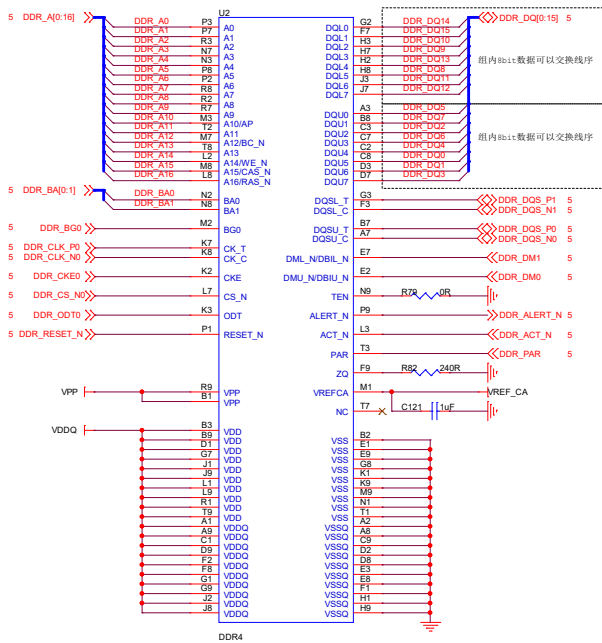 U2
5 DDR_A[0:16]
DDR_A0 P3 A0
DDR_A1 P7 A1
DDR_A2 R3 A2
DDR_A3 N7 A3
DDR_A4 N3 A4
DDR_A5 P8 A5
DDR_A6 P2 A6
DDR_A7 R8 A7
DDR_A8 R2 A8
DDR_A9 R7 A9
DDR_A10 M3 A10/AP
DDR_A11 T2 A11
DDR_A12 M7 A12/BC_N
DDR_A13 T8 A13
DDR_A14 L2 A14/WE_N
DDR_A15 M8 A15/CAS_N
DDR_A16 L8 A16/RAS_N
5 DDR_BA[0:1]
DDR_BA0 N2 BA0
DDR_BA1 N8 BA1
5 DDR_BG0 M2 BG0
5 DDR_CLK_P0 K7 CK_T
5 DDR_CLK_N0 K8 CK_C
5 DDR_CKE0 K2 CKE
5 DDR_CS_N0 L7 CS_N
5 DDR_ODT0 K3 ODT
5 DDR_RESET_N P1 RESET_N
VPP R9 VPP
B1 VPP
VDDQ B3 VDD
B9 VDD
D1 VDD
G7 VDD
J1 VDD
J9 VDD
L1 VDD
L9 VDD
R1 VDD
T9 VDD
A1 VDDQ
A9 VDDQ
C1 VDDQ
D9 VDDQ
F2 VDDQ
F8 VDDQ
G1 VDDQ
G9 VDDQ
J2 VDDQ
J8 VDDQ
DQL0 G2 DDR_DQ14
DDR_DQ[0:15] 5
DQL1 F7 DDR_DQ15
DQL2 H3 DDR_DQ10
DQL3 H7 DDR_DQ9
DQL4 H2 DDR_DQ13
组内8bit数据可以交换线序
DQL5 H8 DDR_DQ8
DQL6 J3 DDR_DQ11
DQL7 J7 DDR_DQ12
DQU0 A3 DDR_DQ5
DQU1 B8 DDR_DQ7
DQU2 C3 DDR_DQ2
DQU3 C7 DDR_DQ6
组内8bit数据可以交换线序
DQU4 C2 DDR_DQ4
DQU5 C8 DDR_DQ0
DQU6 D3 DDR_DQ1
DQU7 D7 DDR_DQ3
DQSL_T G3 DDR_DQS_P1 5
DQSL_C F3 DDR_DQS_N1 5
DQSU_T B7 DDR_DQS_P0 5
DQSU_C A7 DDR_DQS_N0 5
DML_N/DBIL_N E7 DDR_DM1 5
DMU_N/DBIU_N E2 DDR_DM0 5
TEN N9 R79 0R
ALERT_N P9 DDR_ALERT_N 5
ACT_N L3 DDR_ACT_N 5
PAR T3 DDR_PAR 5
ZQ F9 R82 240R
VREFCA M1 VREF_CA
NC T7 C121 1uF
VSS B2
VSS E1
VSS E9
VSS G8
VSS K1
VSS K9
VSS M9
VSS N1
VSS T1
VSSQ A2
VSSQ A8
VSSQ C9
VSSQ D2
VSSQ D8
VSSQ E3
VSSQ E8
VSSQ F1
VSSQ H1
VSSQ H9
DDR4